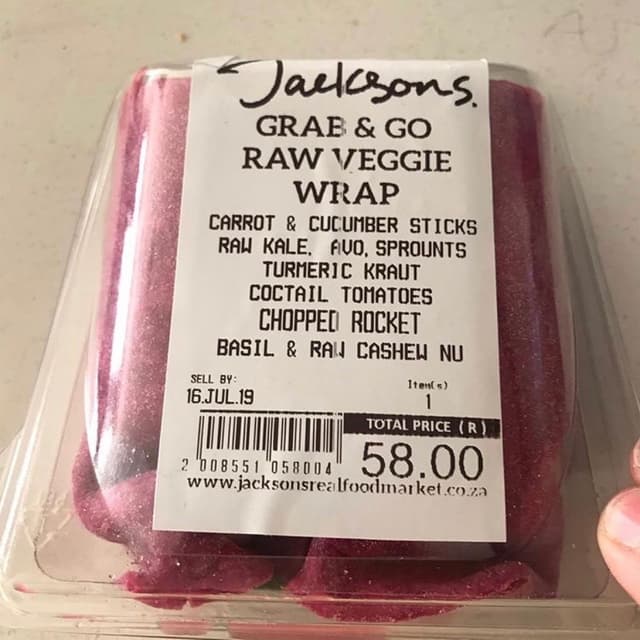 Jacksons.
GRAB & GO
RAW VEGGIE
WRAP
CARROT & CUCUMBER STICKS
RAW KALE, AVO, SPROUNTS
TURMERIC KRAUT
COCTAIL TOMATOES
CHOPPED ROCKET
BASIL & RAW CASHEW NU
SELL BY: Item(s)
16.JUL.19 1
TOTAL PRICE (R)
58.00
2 008551 058004
www.jacksonsrealfoodmarket.co.za